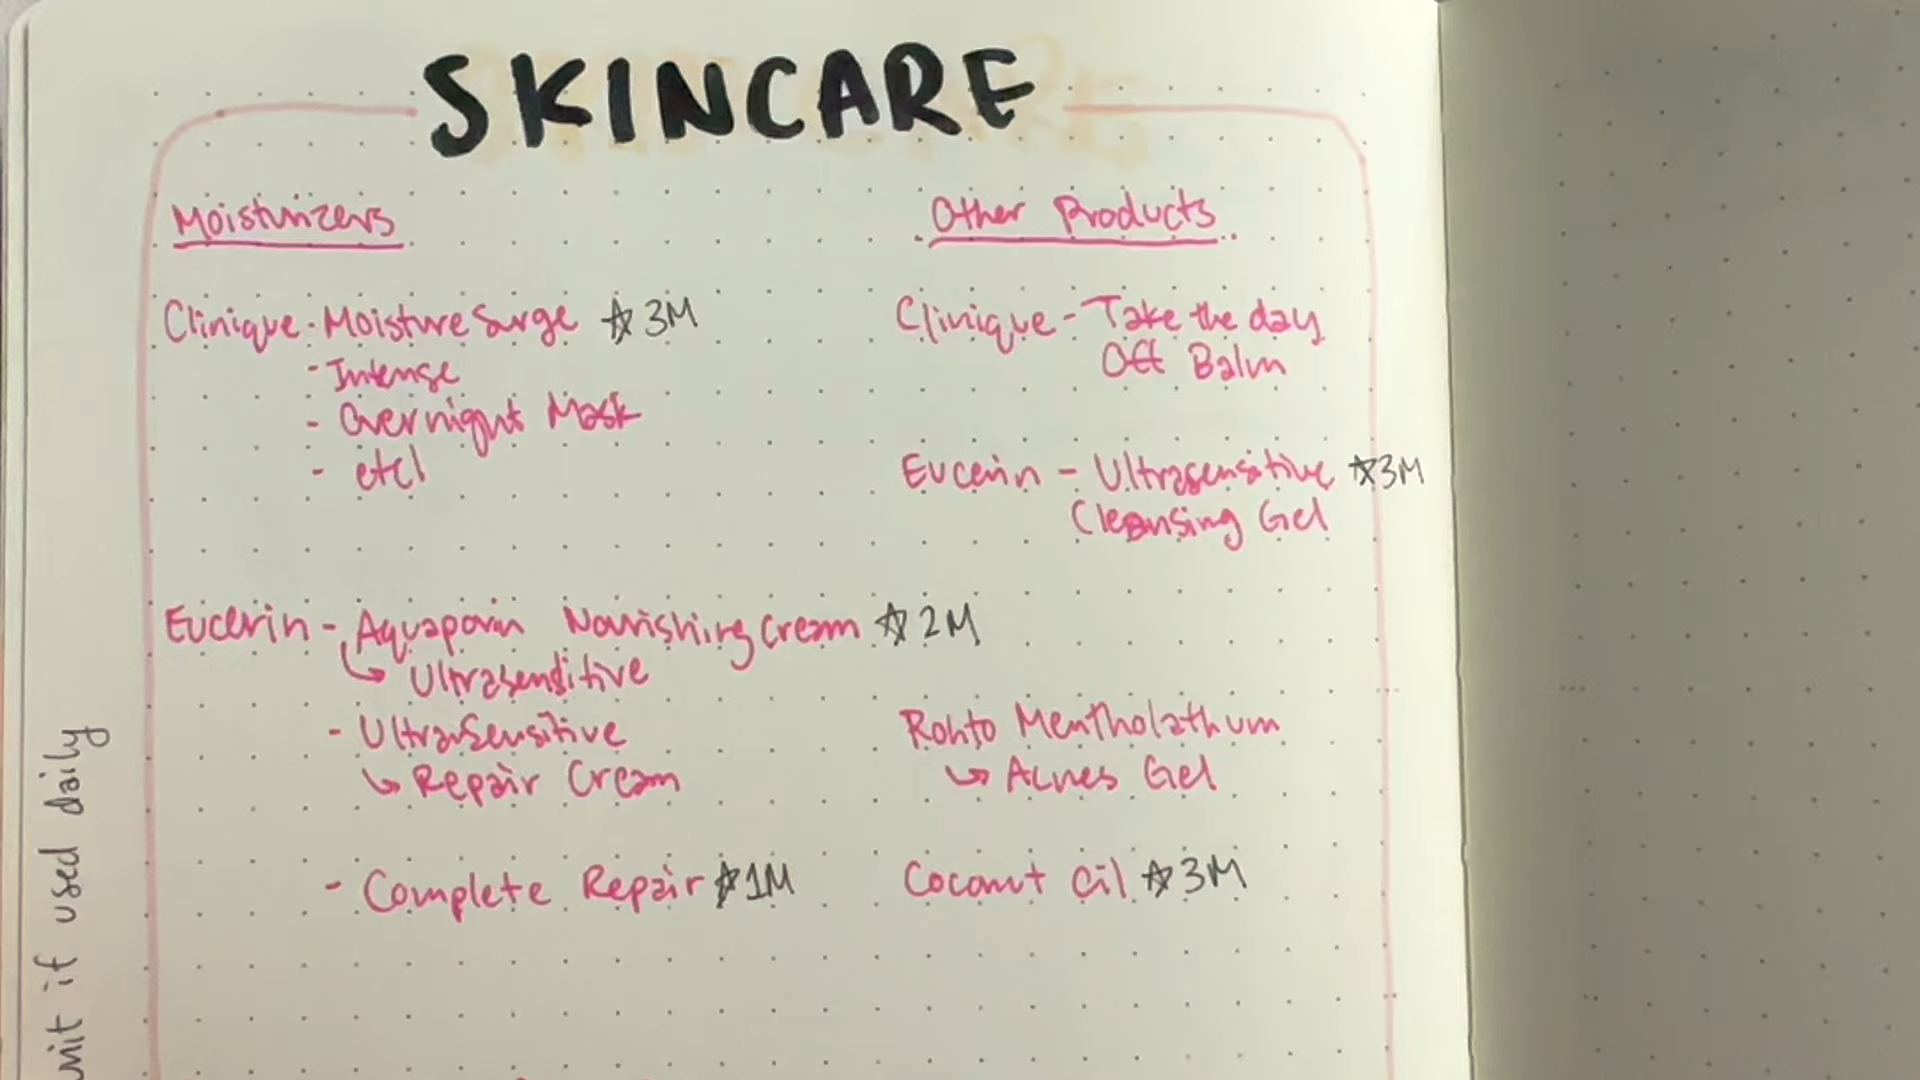 SKINCARE
Moisturizers
Clinique - Moisture Surge ☆ 3M
- Intense
- Overnight Mask
- etc!
Eucerin - Aquaporin Nourishing Cream ☆ 2M
↳ Ultrasensitive
- UltraSensitive
↳ Repair Cream
- Complete Repair ☆ 1M
Other Products
Clinique - Take the day
Off Balm
Eucerin - Ultrasensitive ☆ 3M
Cleansing Gel
Rohto Mentholathum
↳ Acnes Gel
Coconut Oil ☆ 3M
if used daily